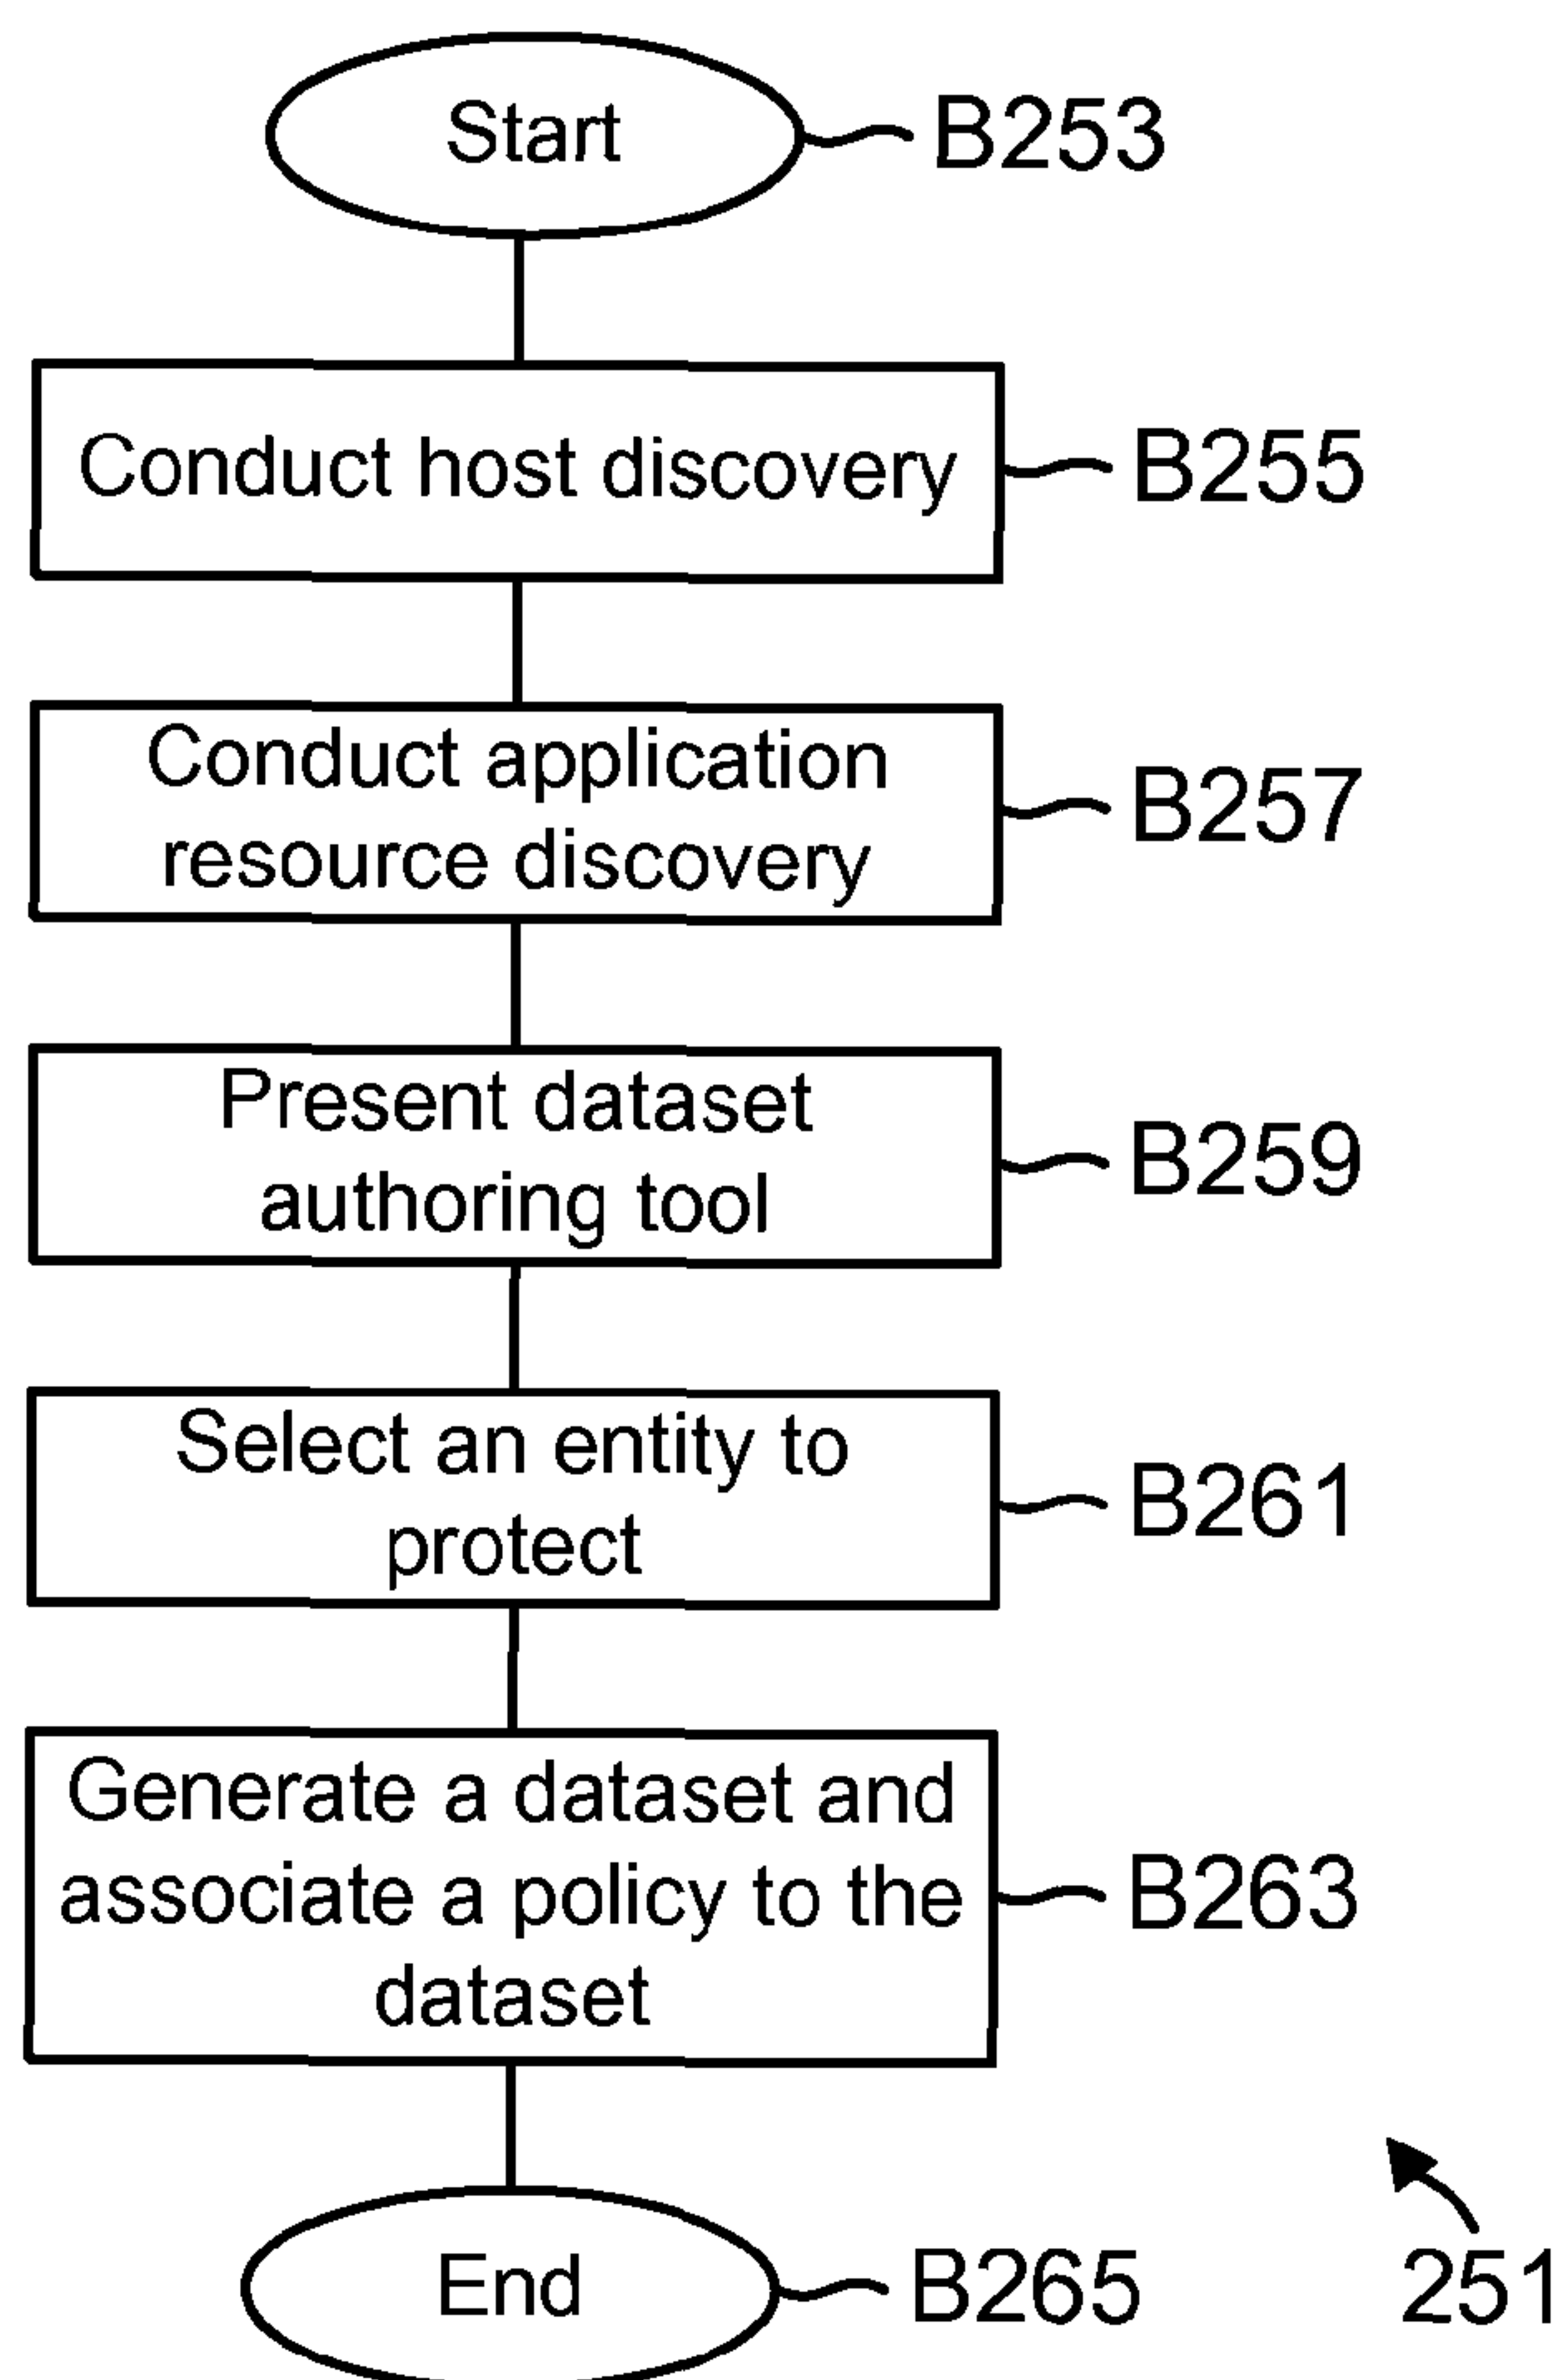 Start
B253
Conduct host discovery
B255
Conduct application
resource discovery
B257
Present dataset
authoring tool
B259
Select an entity to
protect
B261
Generate a dataset and
associate a policy to the
dataset
B263
End
B265
251